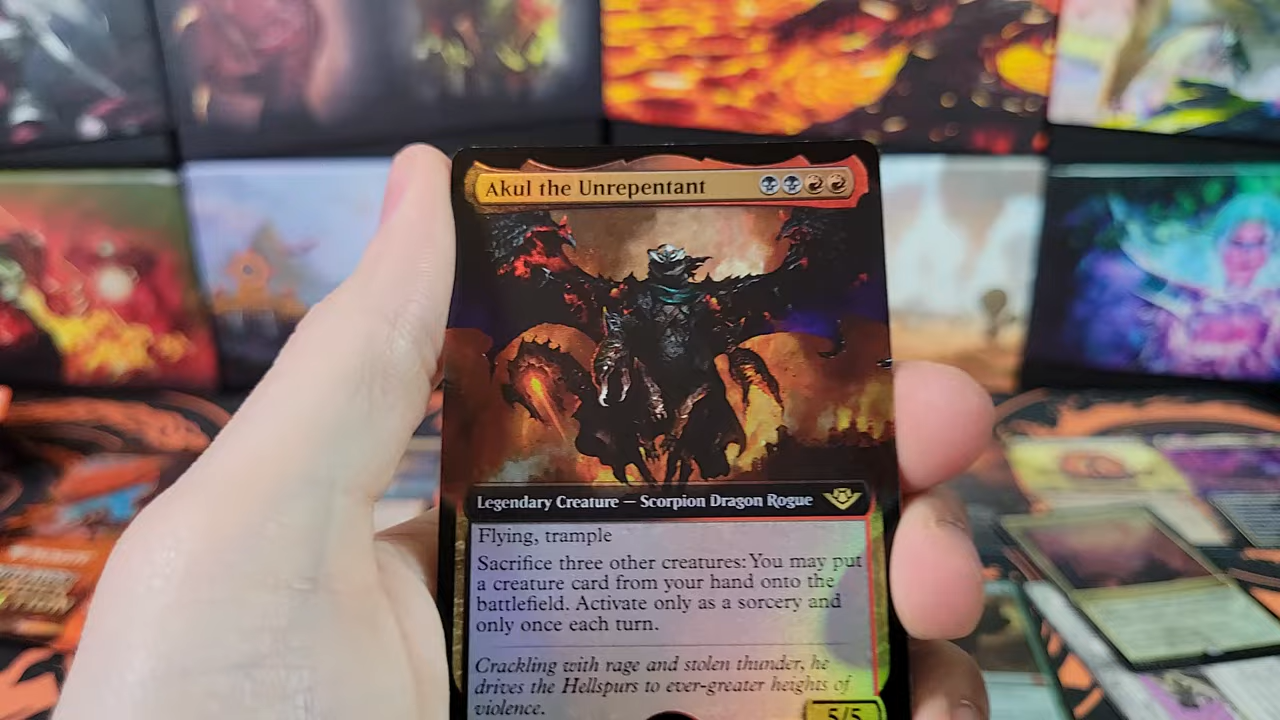 Akul the Unrepentant
Legendary Creature — Scorpion Dragon Rogue
Flying, trample
Sacrifice three other creatures: You may put
a creature card from your hand onto the
battlefield. Activate only as a sorcery and
only once each turn.
Crackling with rage and stolen thunder, he
drives the Hellspurs to ever-greater heights of
violence.
5/5